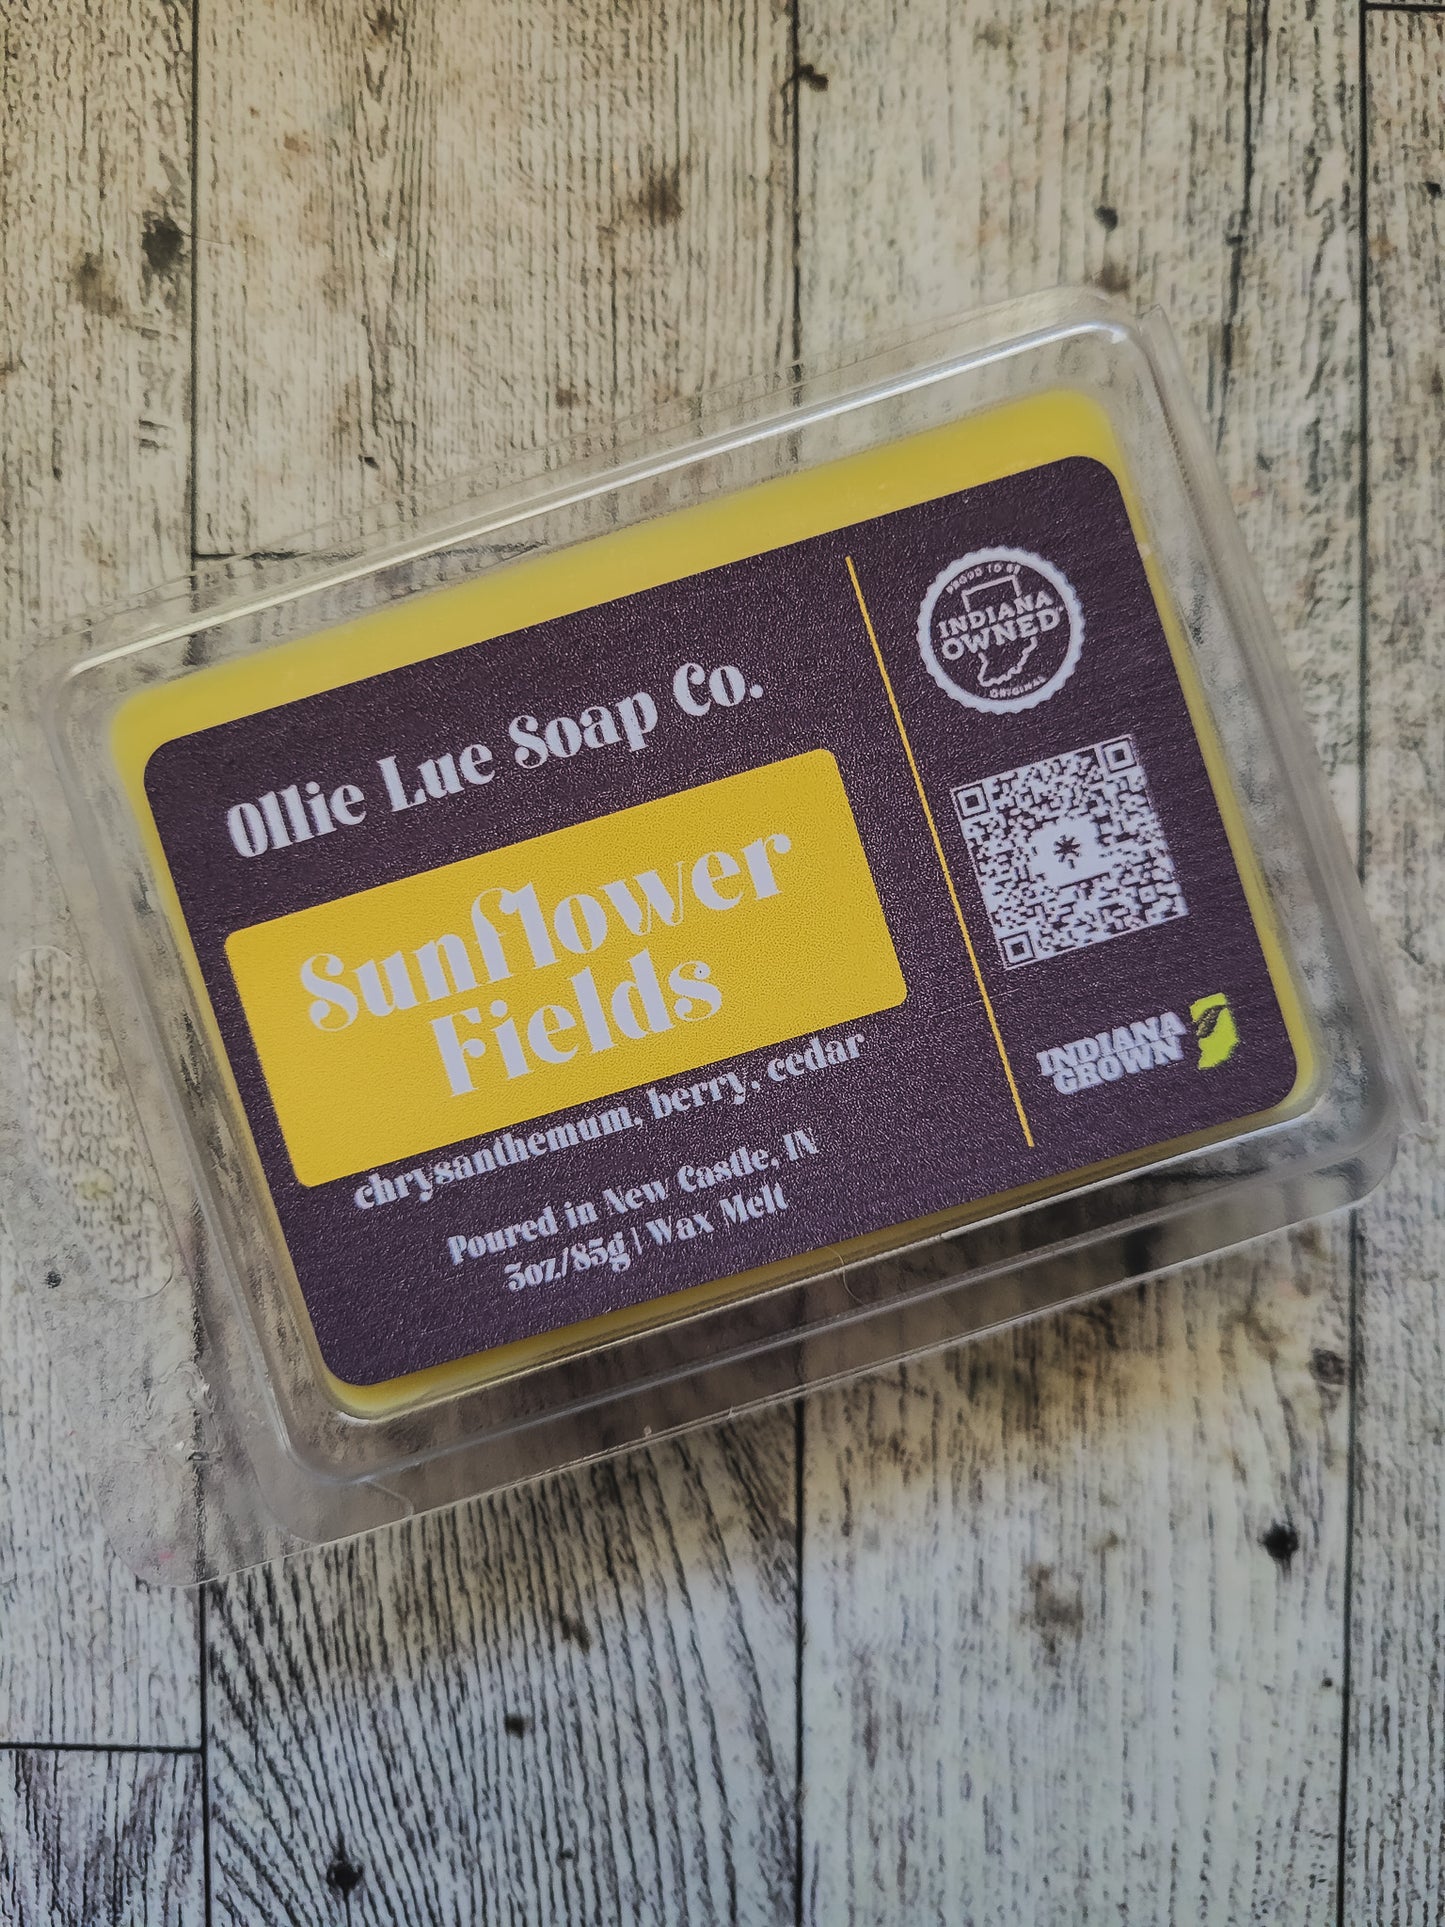 Ollie Lue Soap Co.
Sunflower
Fields
chrysanthemum, berry, cedar
Poured in New Castle, IN
3oz/85g | Wax Melt
PROUD TO BE
INDIANA
OWNED
ORIGINAL
INDIANA
GROWN